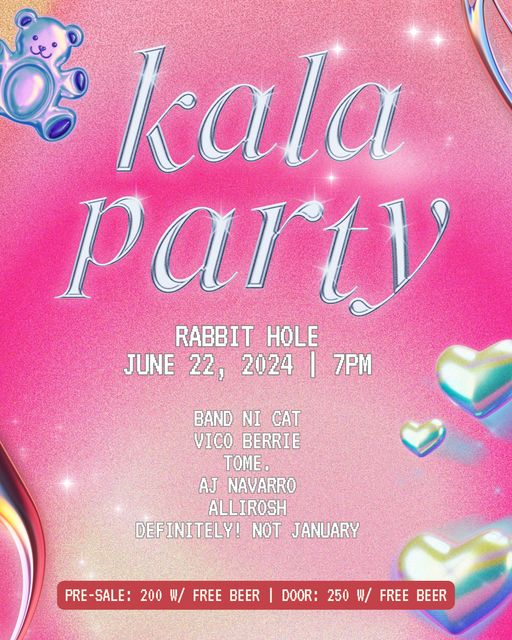 kala
party
RABBIT HOLE
JUNE 22, 2024 | 7PM
BAND NI CAT
VICO BERRIE
TOME.
AJ NAVARRO
ALLIROSH
DEFINITELY! NOT JANUARY
PRE-SALE: 200 W/ FREE BEER | DOOR: 250 W/ FREE BEER